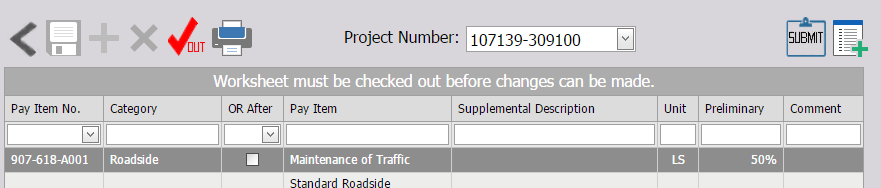 OUT
Project Number: 107139-309100
SUBMIT
Worksheet must be checked out before changes can be made.
Pay Item No. Category OR After Pay Item Supplemental Description Unit Preliminary Comment
907-618-A001 Roadside Maintenance of Traffic LS 50%
Standard Roadside